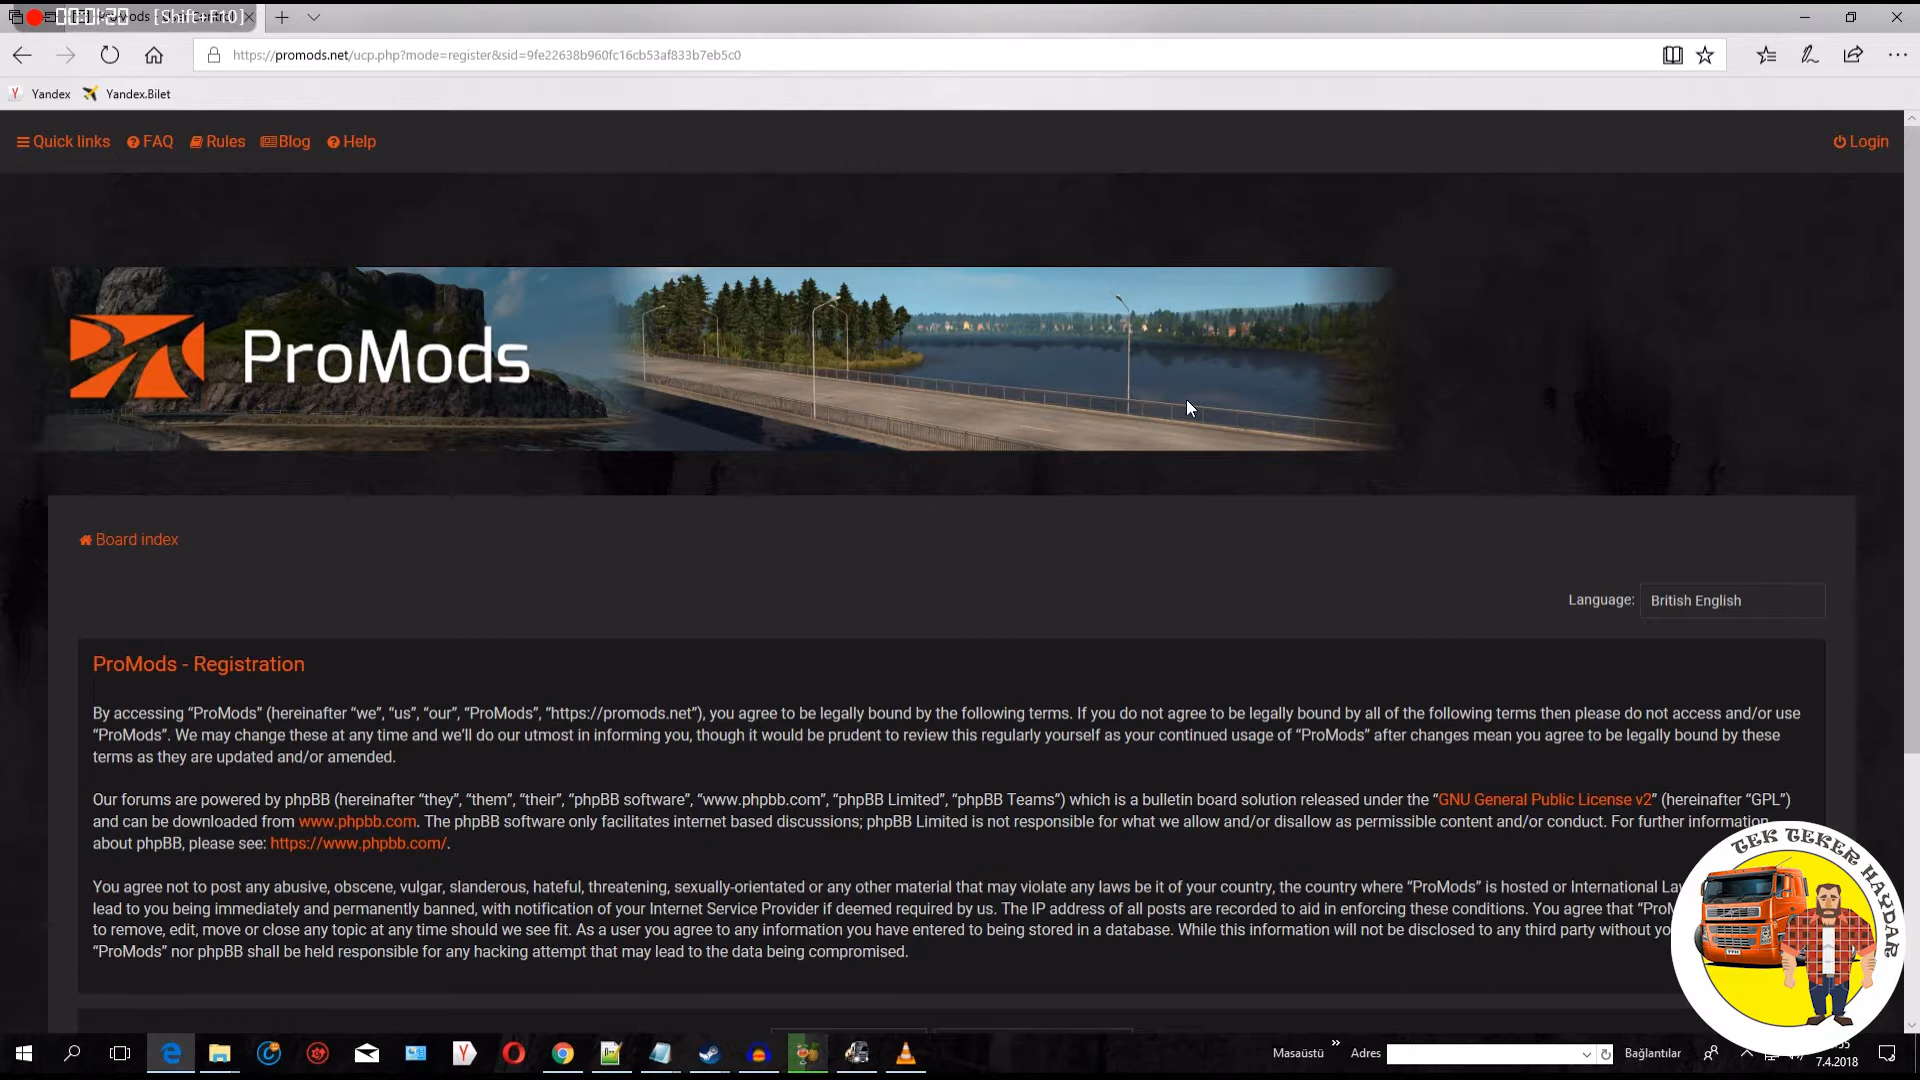 ProMods
[Shift+F10]
https://promods.net/ucp.php?mode=register&sid=9fe22638b960fc16cb53af833b7eb5c0
Yandex Yandex.Bilet
Quick links FAQ Rules Blog Help Login
ProMods
Board index
Language: British English
ProMods - Registration
By accessing “ProMods” (hereinafter “we”, “us”, “our”, “ProMods”, “https://promods.net”), you agree to be legally bound by the following terms. If you do not agree to be legally bound by all of the following terms then please do not access and/or use
“ProMods”. We may change these at any time and we’ll do our utmost in informing you, though it would be prudent to review this regularly yourself as your continued usage of “ProMods” after changes mean you agree to be legally bound by these
terms as they are updated and/or amended.
Our forums are powered by phpBB (hereinafter “they”, “them”, “their”, “phpBB software”, “www.phpbb.com”, “phpBB Limited”, “phpBB Teams”) which is a bulletin board solution released under the “GNU General Public License v2” (hereinafter “GPL”)
and can be downloaded from www.phpbb.com. The phpBB software only facilitates internet based discussions; phpBB Limited is not responsible for what we allow and/or disallow as permissible content and/or conduct. For further information
about phpBB, please see: https://www.phpbb.com/.
You agree not to post any abusive, obscene, vulgar, slanderous, hateful, threatening, sexually-orientated or any other material that may violate any laws be it of your country, the country where “ProMods” is hosted or International
lead to you being immediately and permanently banned, with notification of your Internet Service Provider if deemed required by us. The IP address of all posts are recorded to aid in enforcing these conditions. You agree that
to remove, edit, move or close any topic at any time should we see fit. As a user you agree to any information you have entered to being stored in a database. While this information will not be disclosed to any third party without
“ProMods” nor phpBB shall be held responsible for any hacking attempt that may lead to the data being compromised.
TEK TEKER HAYDAR
Masaüstü Adres Bağlantılar
7.4.2018